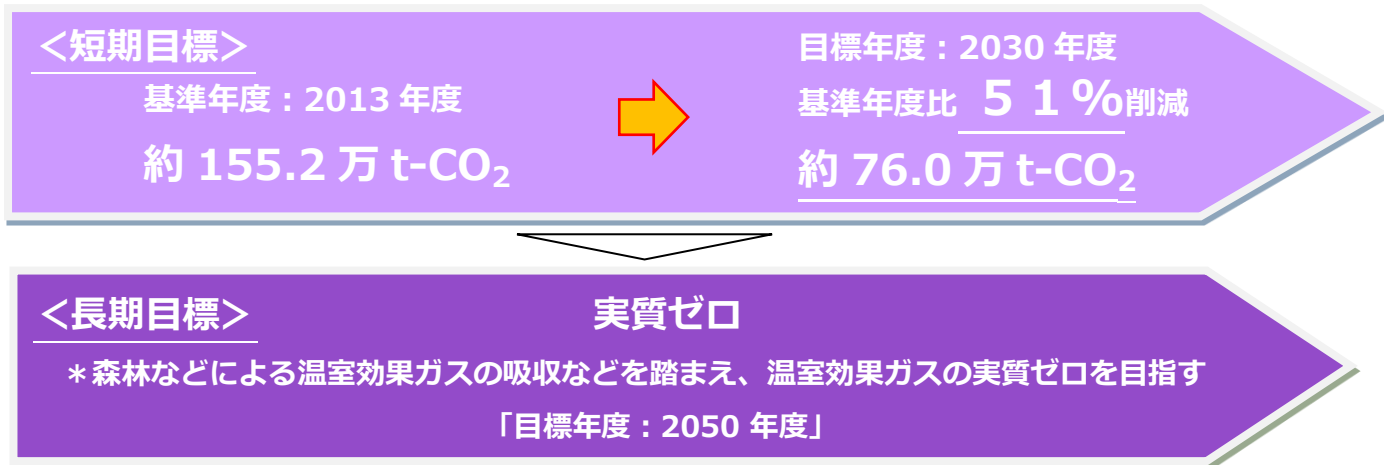 ＜短期目標＞
基準年度：2013 年度
約 155.2 万 t-CO₂
目標年度：2030 年度
基準年度比 ５１％削減
約 76.0 万 t-CO₂
＜長期目標＞
実質ゼロ
＊森林などによる温室効果ガスの吸収などを踏まえ、温室効果ガスの実質ゼロを目指す
「目標年度：2050 年度」